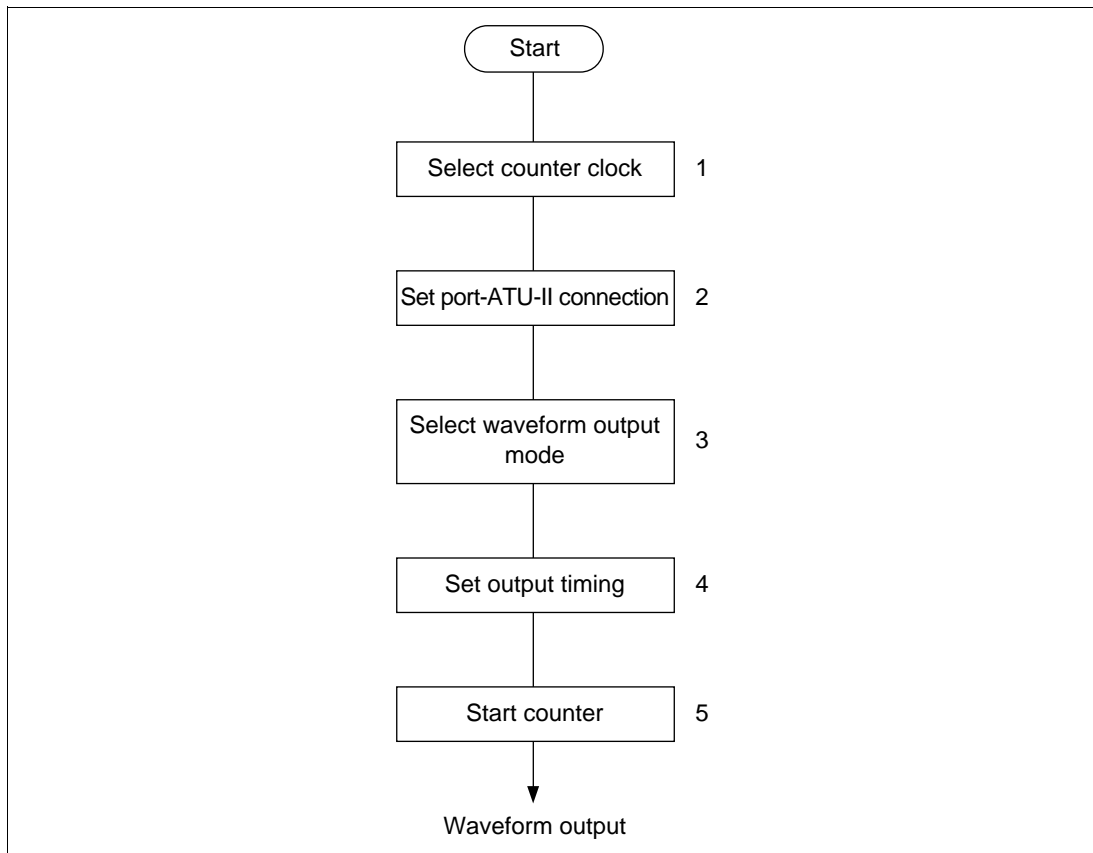 Start
Select counter clock 1
Set port-ATU-II connection 2
Select waveform output
mode
3
Set output timing 4
Start counter 5
Waveform output